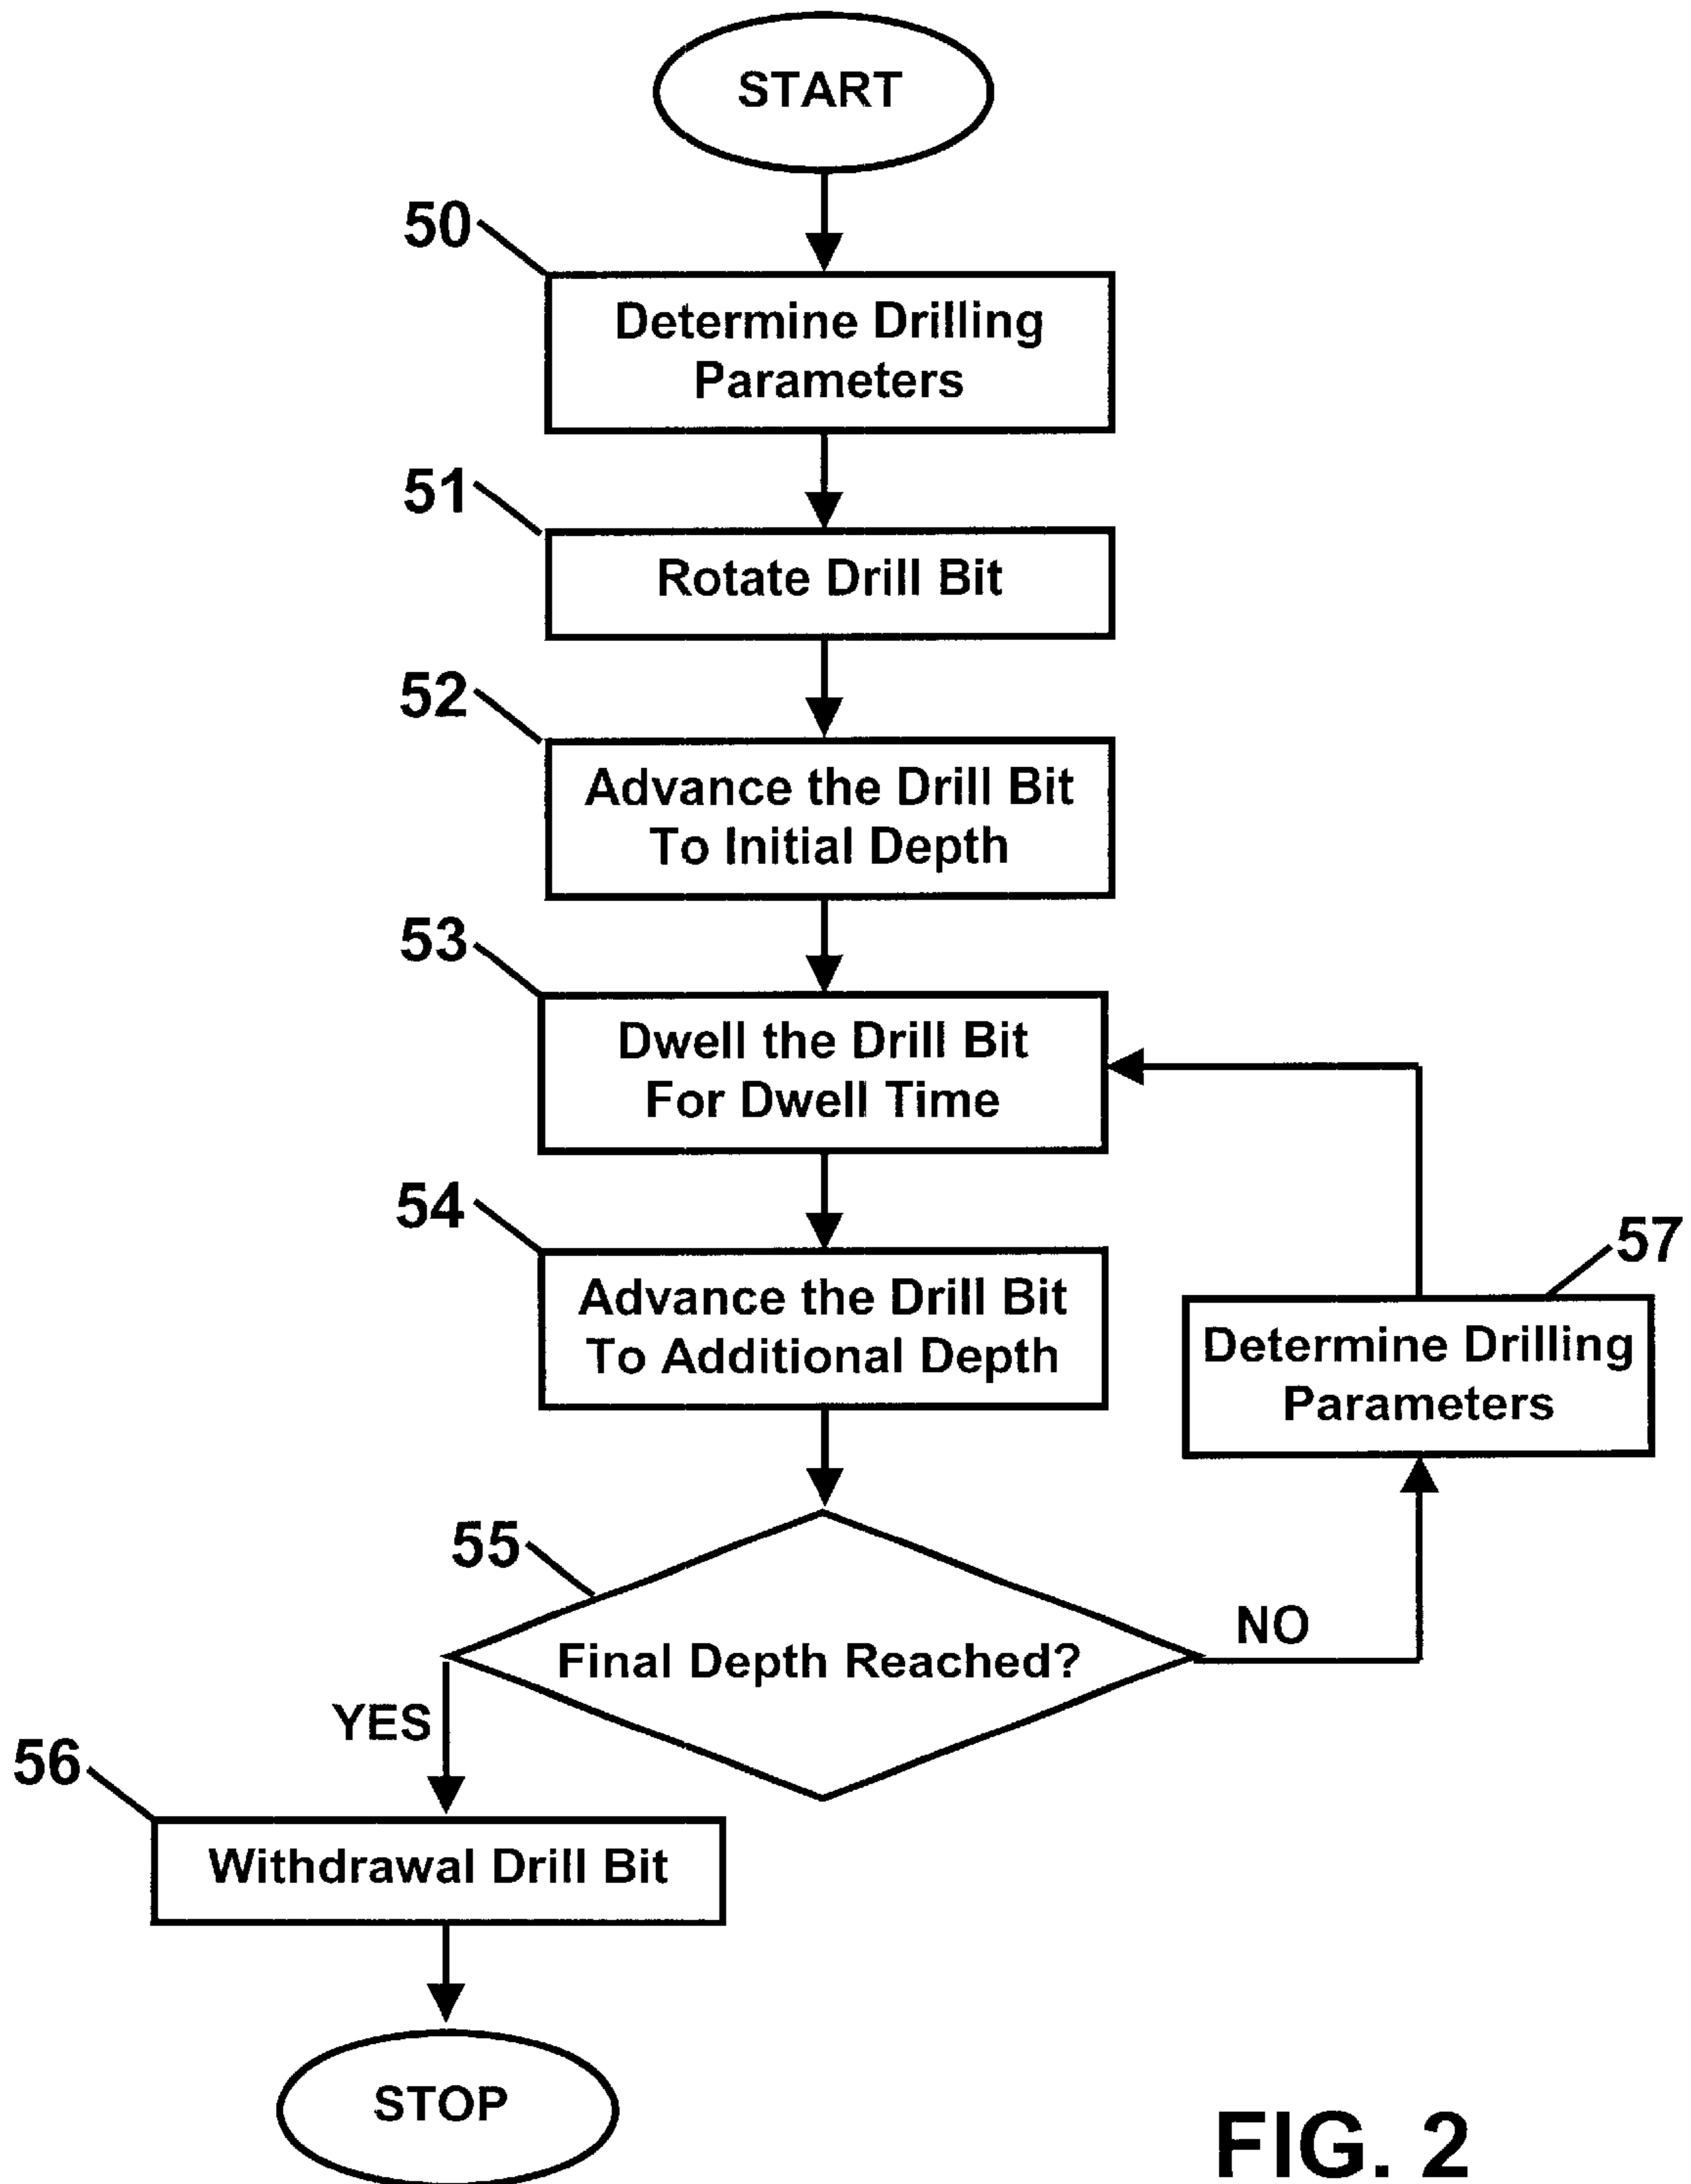 START
50
Determine Drilling
Parameters
51
Rotate Drill Bit
52
Advance the Drill Bit
To Initial Depth
53
Dwell the Drill Bit
For Dwell Time
54
Advance the Drill Bit
To Additional Depth
57
Determine Drilling
Parameters
55
Final Depth Reached?
NO
YES
56
Withdrawal Drill Bit
STOP
FIG. 2